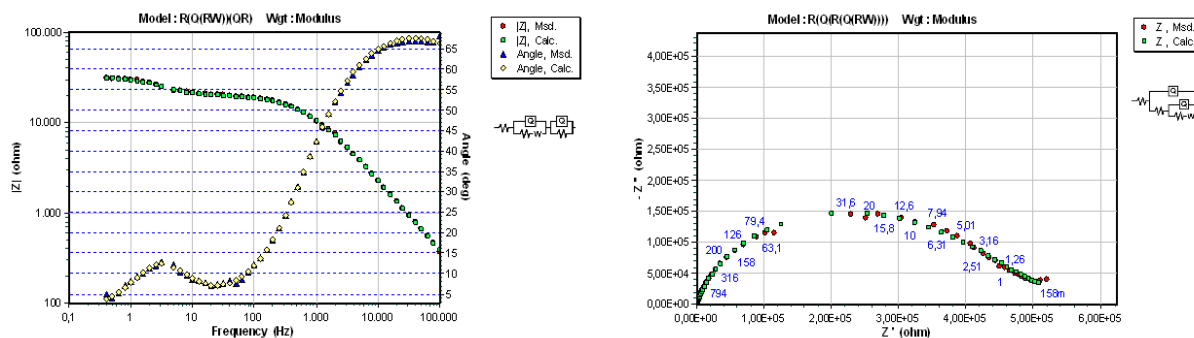 Model : R(Q(RW))(QR) Wgt : Modulus
|Z|, Msd.
|Z|, Calc.
Angle, Msd.
Angle, Calc.
100.000
10.000
1.000
100
|Z| (ohm)
65
60
55
50
45
40
35
30
25
20
15
10
5
Angle (deg)
0,1
1
10
100
1.000
10.000
100.000
Frequency (Hz)
Q
Q
W
Model : R(Q(R(Q(RW)))) Wgt : Modulus
Z , Msd.
Z , Calc.
4,00E+05
3,50E+05
3,00E+05
2,50E+05
2,00E+05
1,50E+05
1,00E+05
5,00E+04
0,00E+00
- Z '' (ohm)
31,6
20
12,6
7,94
5,01
3,16
1,26
158m
79,4
126
200
794
316
158
63,1
15,8
10
6,31
2,51
1
0,00E+00
1,00E+05
2,00E+05
3,00E+05
4,00E+05
5,00E+05
6,00E+05
Z ' (ohm)
Q
Q
W